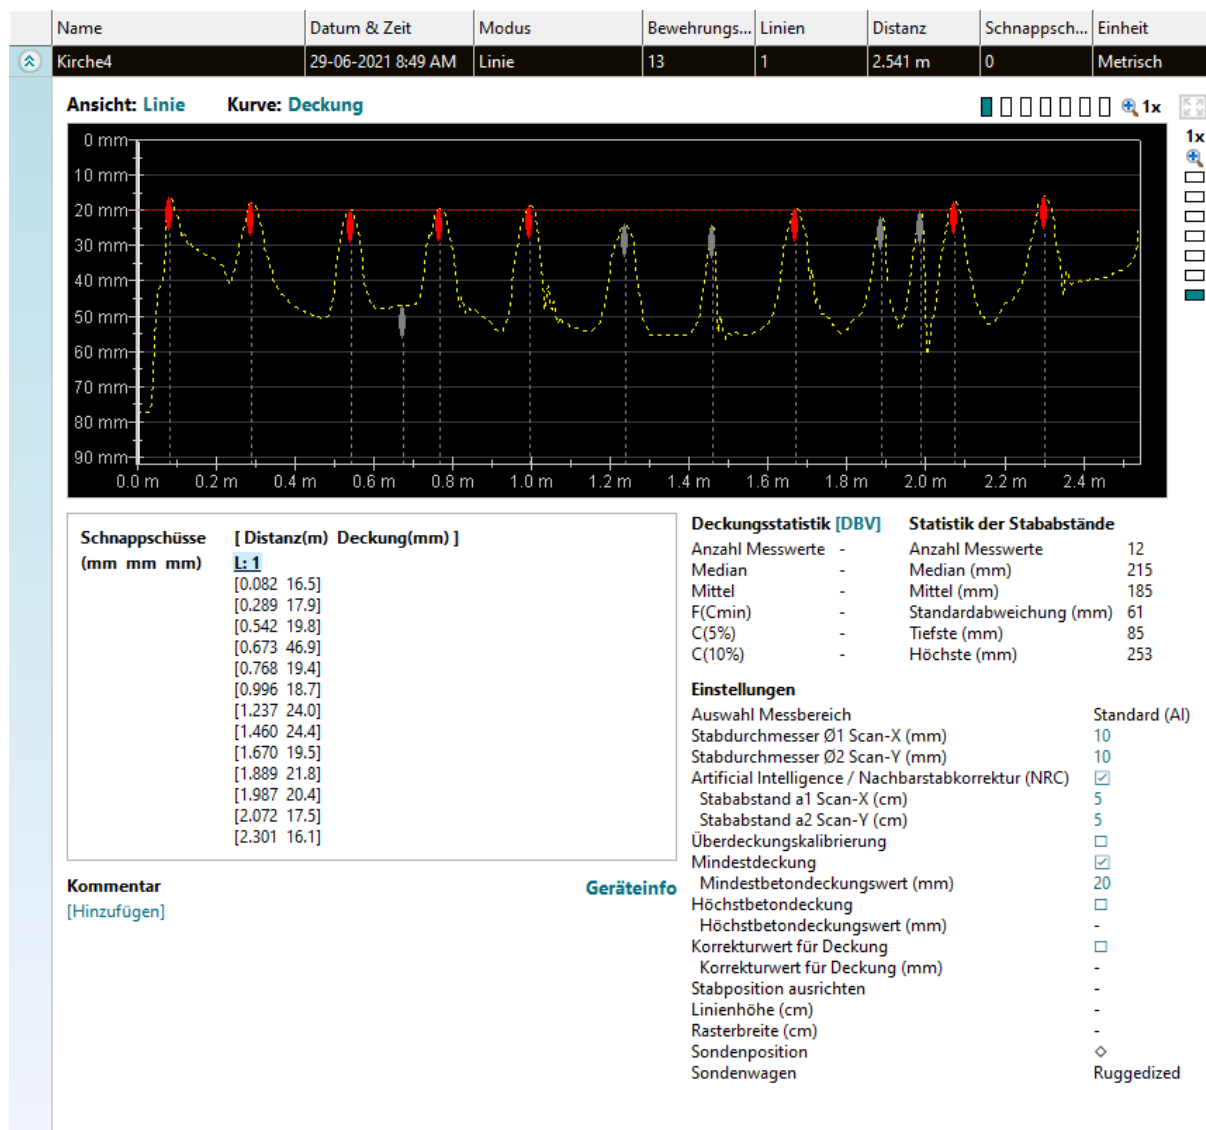 Name Datum & Zeit Modus Bewehrungs... Linien Distanz Schnappsch... Einheit
Kirche4 29-06-2021 8:49 AM Linie 13 1 2.541 m 0 Metrisch
Ansicht: Linie Kurve: Deckung 1x
1x
0 mm
10 mm
20 mm
30 mm
40 mm
50 mm
60 mm
70 mm
80 mm
90 mm
0.0 m 0.2 m 0.4 m 0.6 m 0.8 m 1.0 m 1.2 m 1.4 m 1.6 m 1.8 m 2.0 m 2.2 m 2.4 m
Schnappschüsse [ Distanz(m) Deckung(mm) ]
(mm mm mm) L: 1
[0.082 16.5]
[0.289 17.9]
[0.542 19.8]
[0.673 46.9]
[0.768 19.4]
[0.996 18.7]
[1.237 24.0]
[1.460 24.4]
[1.670 19.5]
[1.889 21.8]
[1.987 20.4]
[2.072 17.5]
[2.301 16.1]
Kommentar Geräteinfo
[Hinzufügen]
Deckungsstatistik [DBV]
Anzahl Messwerte -
Median -
Mittel -
F(Cmin) -
C(5%) -
C(10%) -
Statistik der Stababstände
Anzahl Messwerte 12
Median (mm) 215
Mittel (mm) 185
Standardabweichung (mm) 61
Tiefste (mm) 85
Höchste (mm) 253
Einstellungen
Auswahl Messbereich Standard (AI)
Stabdurchmesser Ø1 Scan-X (mm) 10
Stabdurchmesser Ø2 Scan-Y (mm) 10
Artificial Intelligence / Nachbarstabkorrektur (NRC)
Stababstand a1 Scan-X (cm) 5
Stababstand a2 Scan-Y (cm) 5
Überdeckungskalibrierung
Mindestdeckung
Mindestbetondeckungswert (mm) 20
Höchstbetondeckung
Höchstbetondeckungswert (mm) -
Korrekturwert für Deckung
Korrekturwert für Deckung (mm) -
Stabposition ausrichten -
Linienhöhe (cm) -
Rasterbreite (cm) -
Sondenposition
Sondenwagen Ruggedized